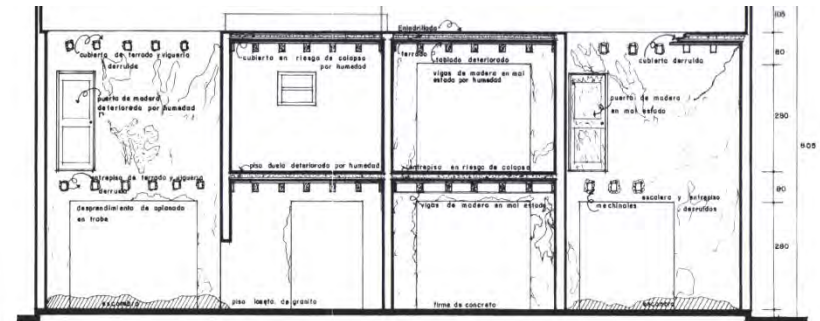 Enladrillado
105
cubierta de terrado y viguería
derruida
cubierta en riesgo de colapso
por humedad
terrado
tablado deteriorado
vigas de madera en mal
estado por humedad
cubierta derruida
80
puerta de madera
deteriorada por humedad
puerta de madera
en mal estado
250
805
entrepiso de terrado y viguería
derruido
piso duela deteriorado por humedad
entrepiso en riesgo de colapso
desprendimiento de aplanado
en trabe
vigas de madera en mal estado
mechinales
escalera y entrepiso
derruidos
90
280
escombro
piso loseta de granito
firme de concreto
escombro